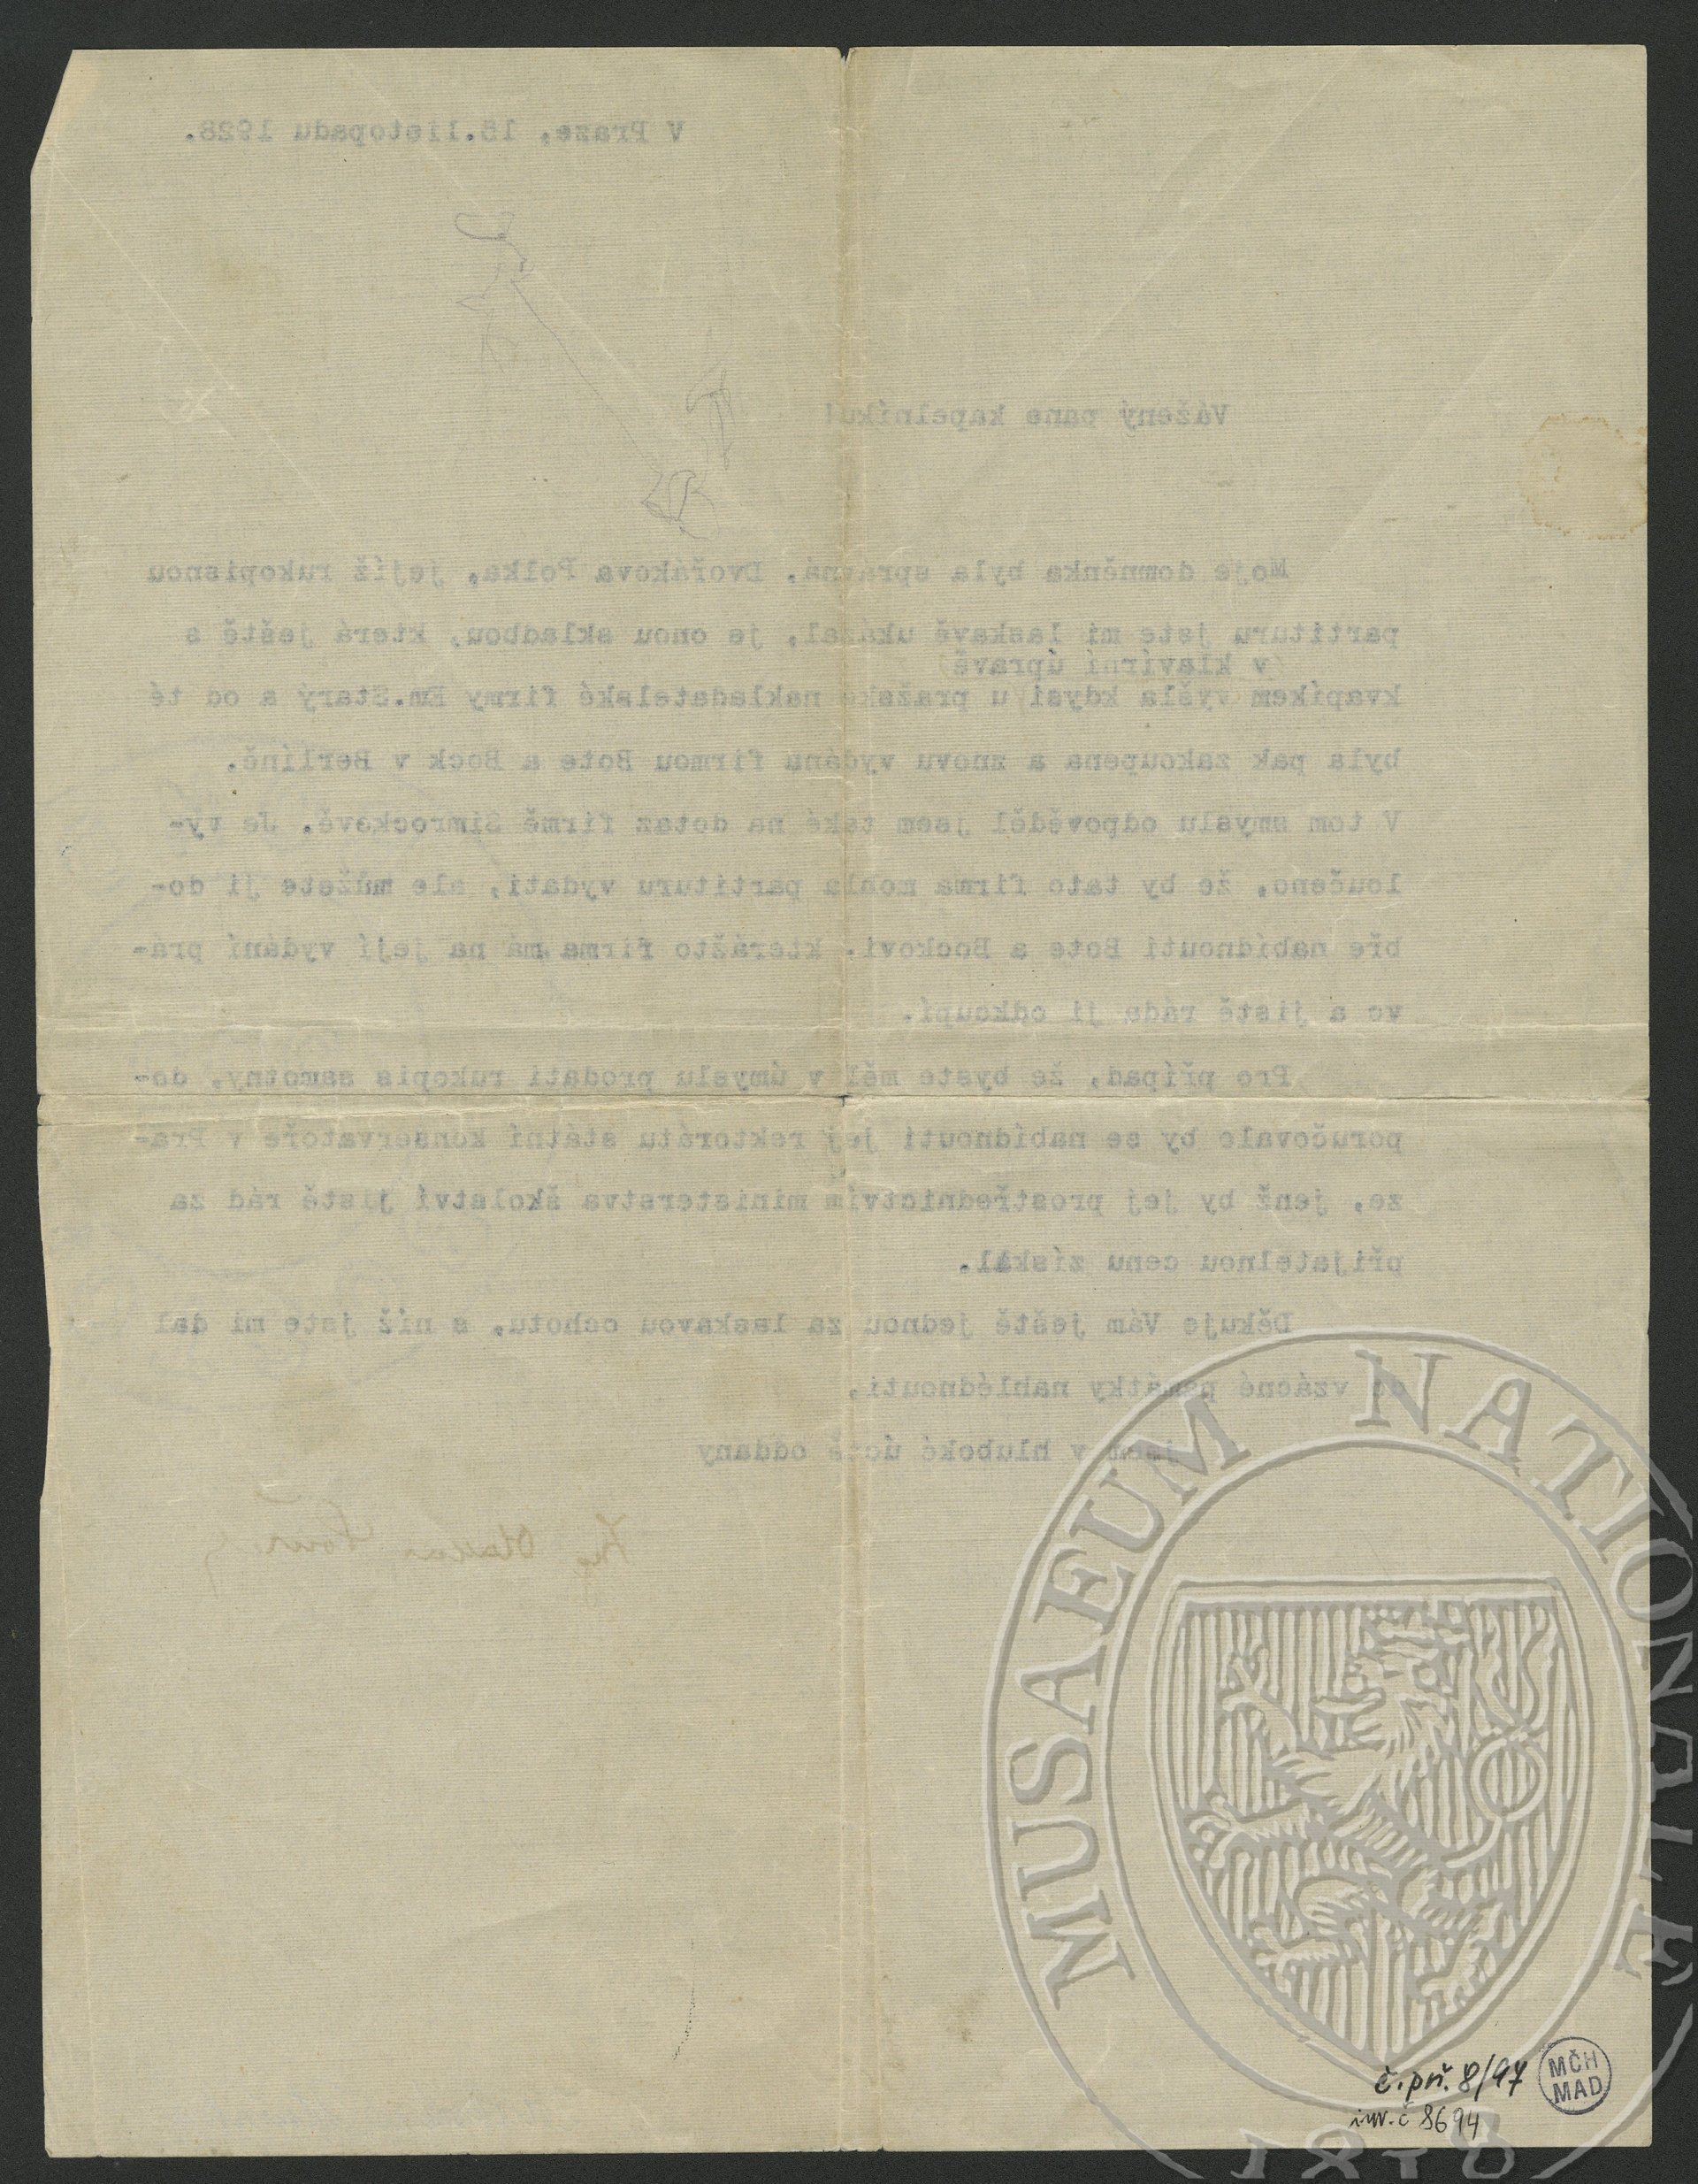 V Praze, 15.listopadu 1928.
Vážený pane kapelníku!
Moje domněnka byla správná. Dvořákova Polka, jejíž rukopisnou
partituru jste mi laskavě ukázal, je onou skladbou, která ještě s
/v klavírní úpravě/
kvapíkem vyšla kdysi u pražské nakladatelské firmy Em.Starý a od té
byla pak zakoupena a znovu vydána firmou Bote a Bock v Berlíně.
V tom smyslu odpověděl jsem také na dotaz firmě Simrockově. Je vy-
loučeno, že by tato firma mohla partituru vydati, ale můžete ji do-
bře nabídnouti Bote a Bockovi, kterážto firma má na její vydání prá-
vo a jistě ráda ji odkoupí.
Pro případ, že byste měl v úmyslu prodati rukopis samotný, do-
poručovalo by se nabídnouti jej rektorátu státní konservatoře v Pra-
ze, jenž by jej prostřednictvím ministerstva školství jistě rád za
přijatelnou cenu získal.
Děkuje Vám ještě jednou za laskavou ochotu, s níž jste mi dal
do vzácné památky nahlédnouti,
jsem v hluboké úctě oddaný
Ing. Otakar Šourek
MUSAEUM NATIONALE
1818
č. př. 8/97
MČH
MAD
inv. č 8694